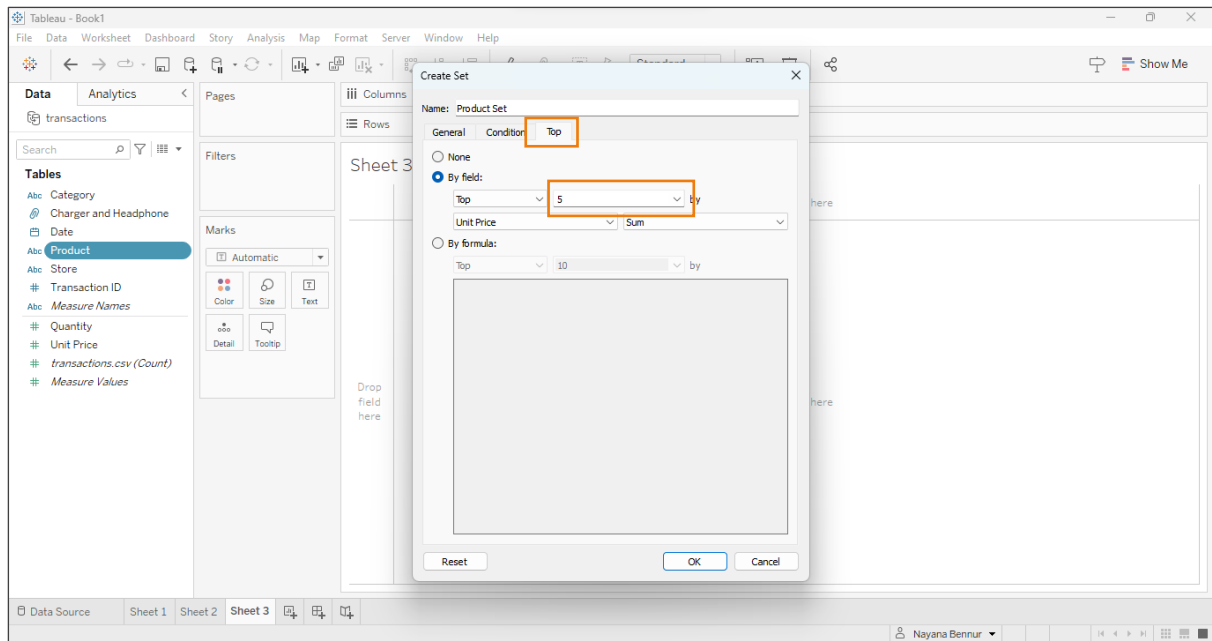 Tableau - Book1
File Data Worksheet Dashboard Story Analysis Map Format Server Window Help
Show Me
Data Analytics
transactions
Search
Tables
Abc Category
Charger and Headphone
Date
Abc Product
Abc Store
# Transaction ID
Abc Measure Names
# Quantity
# Unit Price
# transactions.csv (Count)
# Measure Values
Pages
Filters
Marks
Automatic
Color Size Text
Detail Tooltip
Columns
Rows
Sheet 3
Drop
field
here
here
here
Create Set
Name: Product Set
General Condition Top
None
By field:
Top 5 by
Unit Price Sum
By formula:
Top 10 by
Reset OK Cancel
Data Source Sheet 1 Sheet 2 Sheet 3
Nayana Bennur